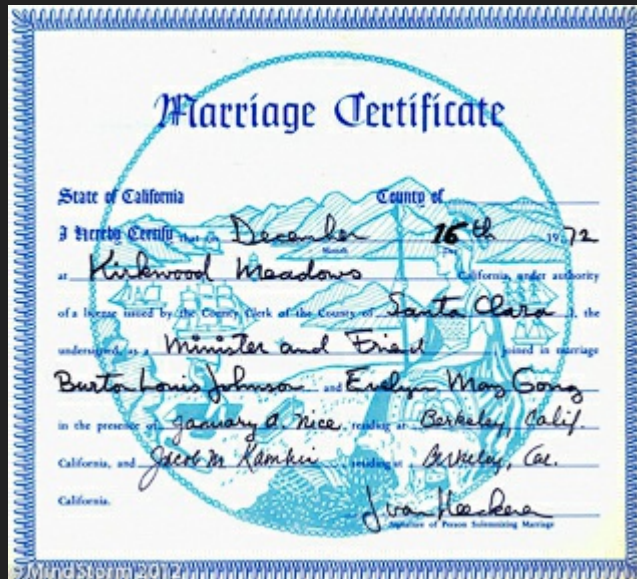 Marriage Certificate
State of California County of
I Hereby Certify that on December 16th 1972
Month
at Kirkwood Meadows California, under authority
of a license issued by the County Clerk of the County of Santa Clara, the
undersigned, as a Minister and Friend joined in marriage
Burton Louis Johnson and Evelyn May Gong
in the presence of January A. Nice, residing at Berkeley, Calif.
California, and Jacob M residing at Berkeley, Cal.
California.
Signature of Person Solemnizing Marriage
©MindStorm 2012